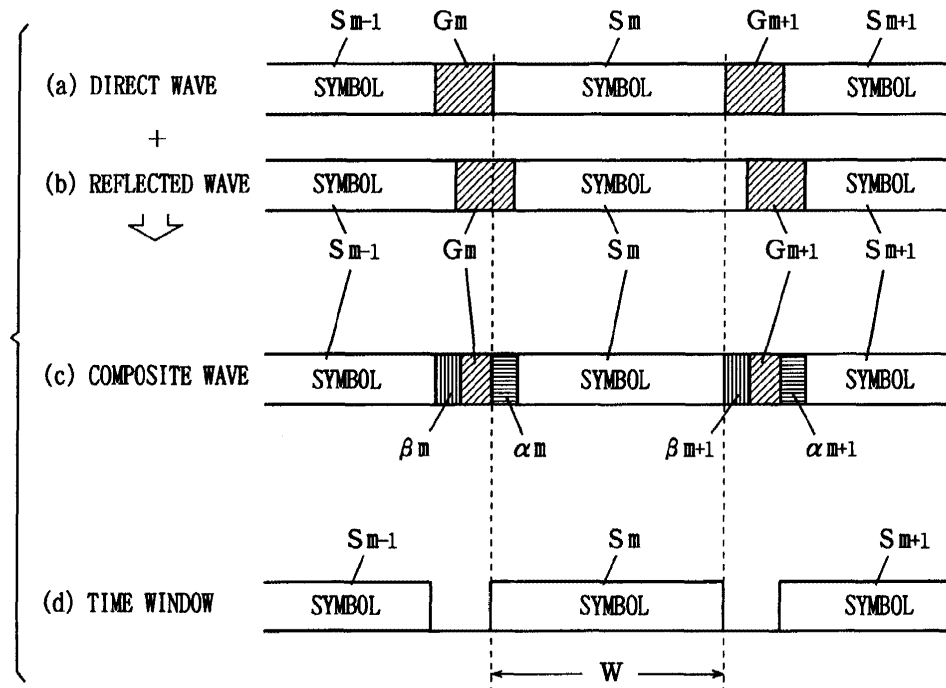 Sm-1 Gm Sm Gm+1 Sm+1
(a) DIRECT WAVE SYMBOL SYMBOL SYMBOL
+
(b) REFLECTED WAVE SYMBOL SYMBOL SYMBOL
Sm-1 Gm Sm Gm+1 Sm+1
(c) COMPOSITE WAVE SYMBOL SYMBOL SYMBOL
βm αm βm+1 αm+1
Sm-1 Sm Sm+1
(d) TIME WINDOW SYMBOL SYMBOL SYMBOL
W